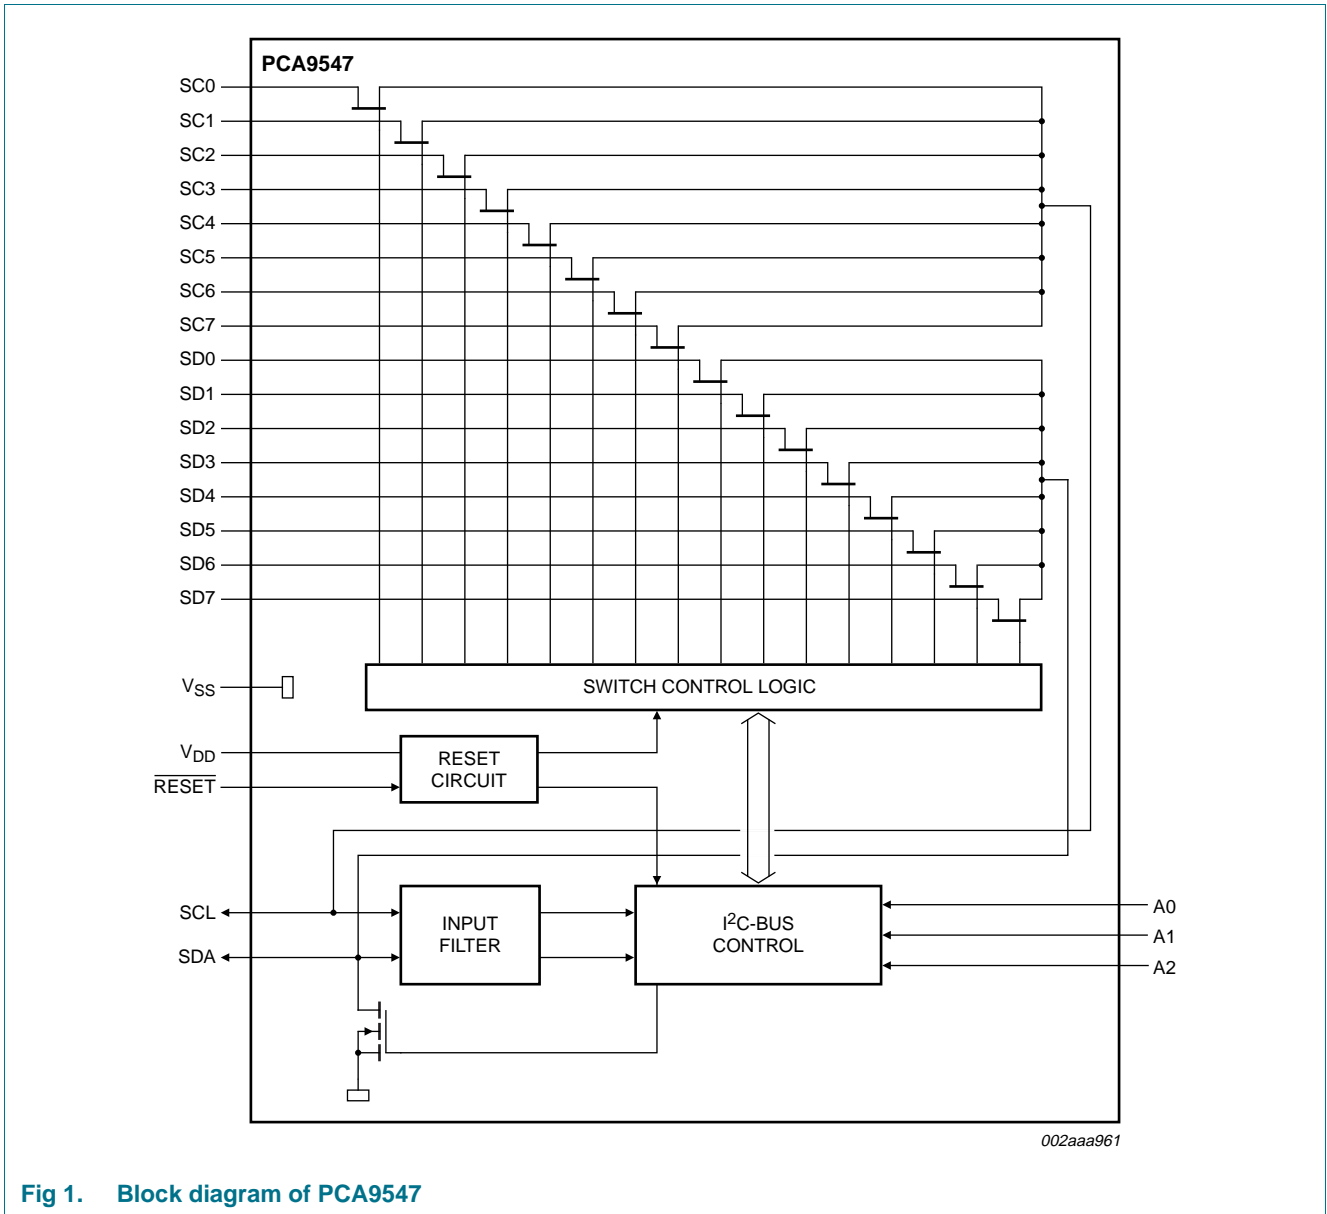 PCA9547
SC0
SC1
SC2
SC3
SC4
SC5
SC6
SC7
SD0
SD1
SD2
SD3
SD4
SD5
SD6
SD7
VSS
SWITCH CONTROL LOGIC
VDD
RESET
RESET
CIRCUIT
SCL
SDA
INPUT
FILTER
I2C-BUS
CONTROL
A0
A1
A2
002aaa961
Fig 1. Block diagram of PCA9547